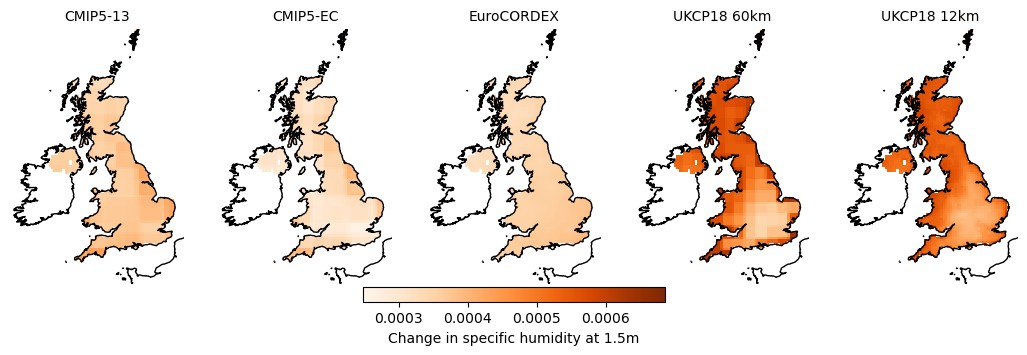 CMIP5-13 CMIP5-EC EuroCORDEX UKCP18 60km UKCP18 12km
0.0003 0.0004 0.0005 0.0006
Change in specific humidity at 1.5m